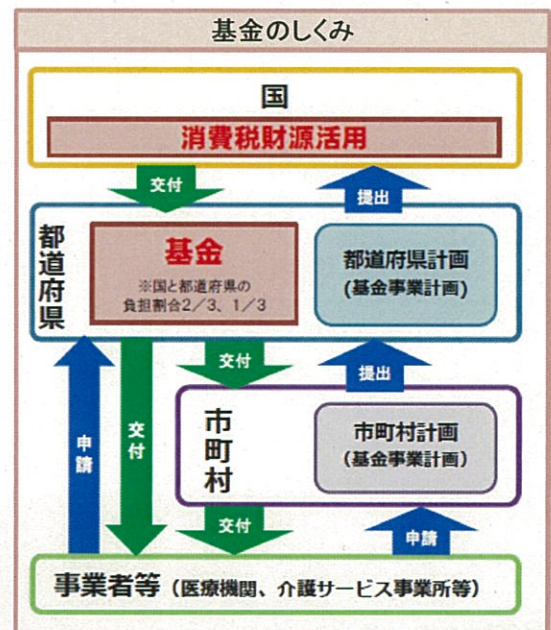 基金のしくみ
国
消費税財源活用
交付
提出
都道府県
基金
※国と都道府県の
負担割合2／3、1／3
都道府県計画
(基金事業計画)
交付
提出
申請
交付
市町村
市町村計画
(基金事業計画)
交付
申請
事業者等（医療機関、介護サービス事業所等）